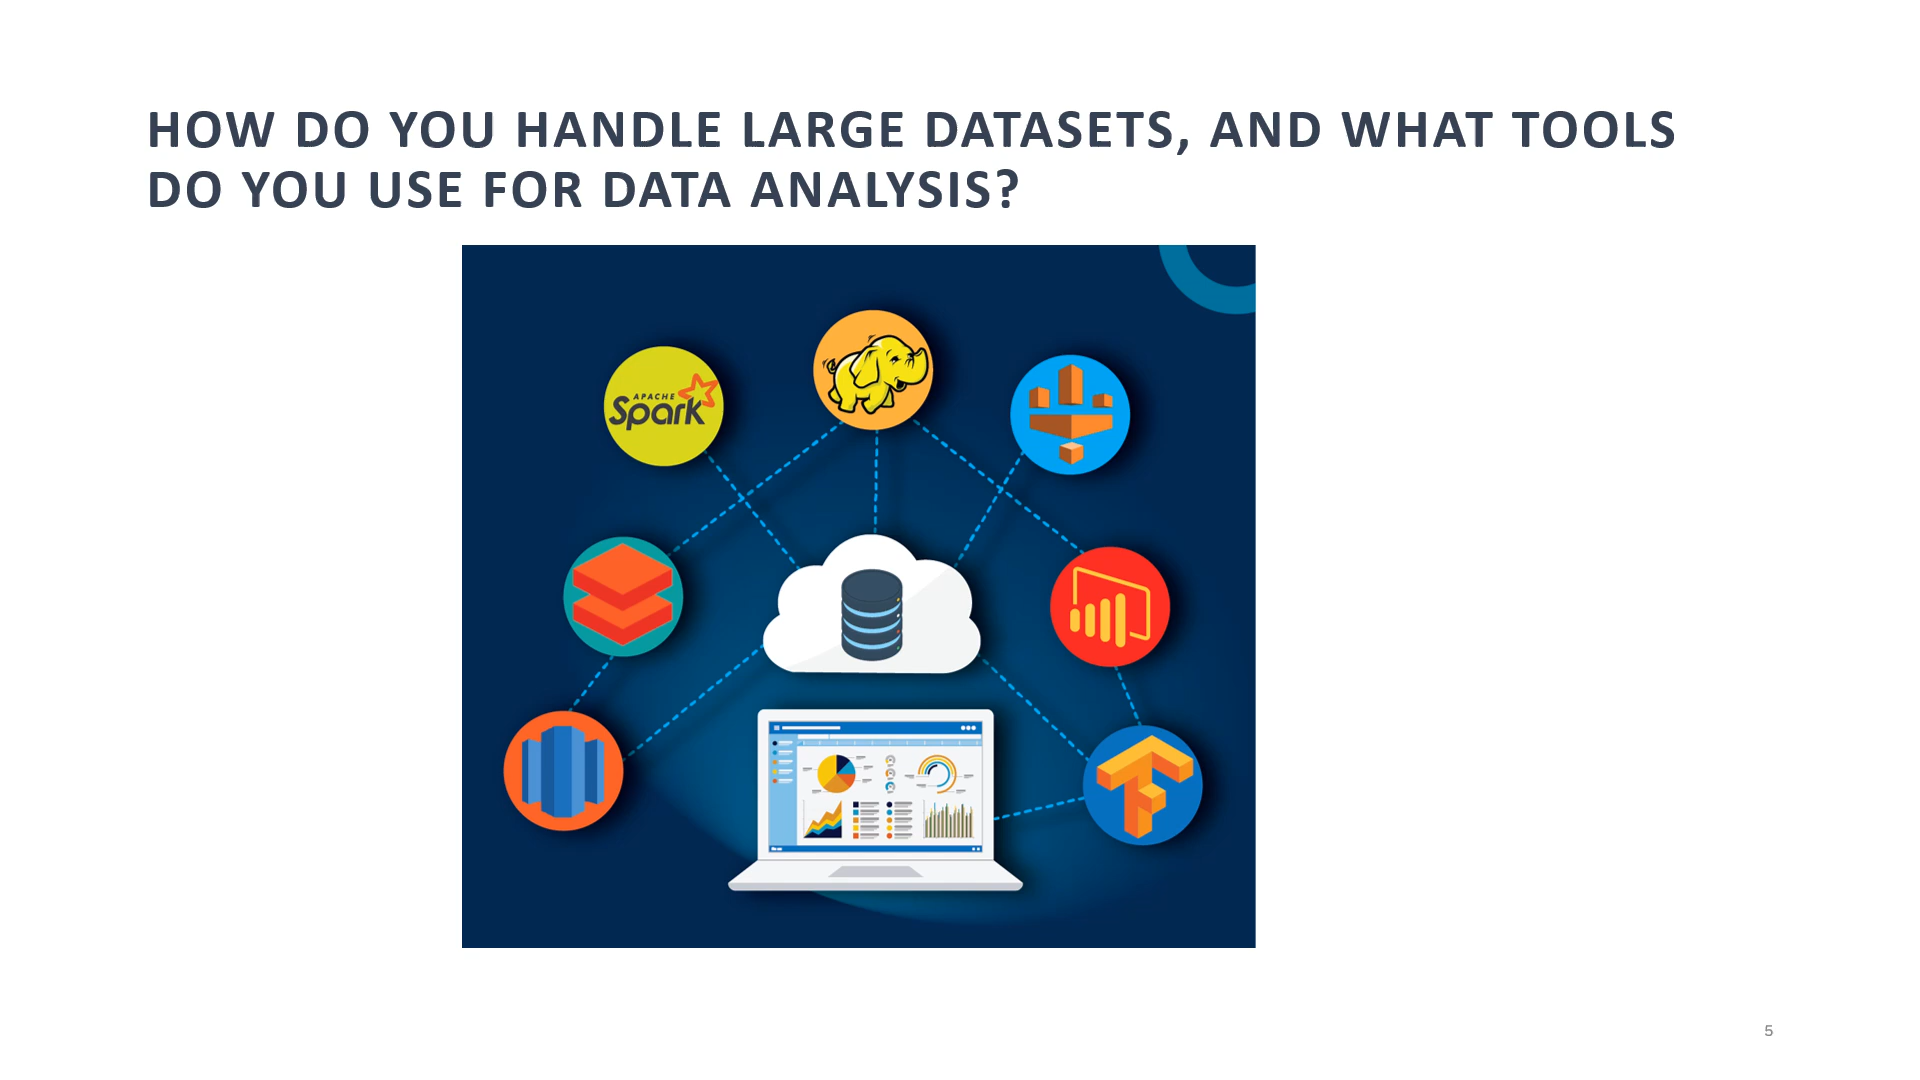 HOW DO YOU HANDLE LARGE DATASETS, AND WHAT TOOLS
DO YOU USE FOR DATA ANALYSIS?
APACHE
Spark
5